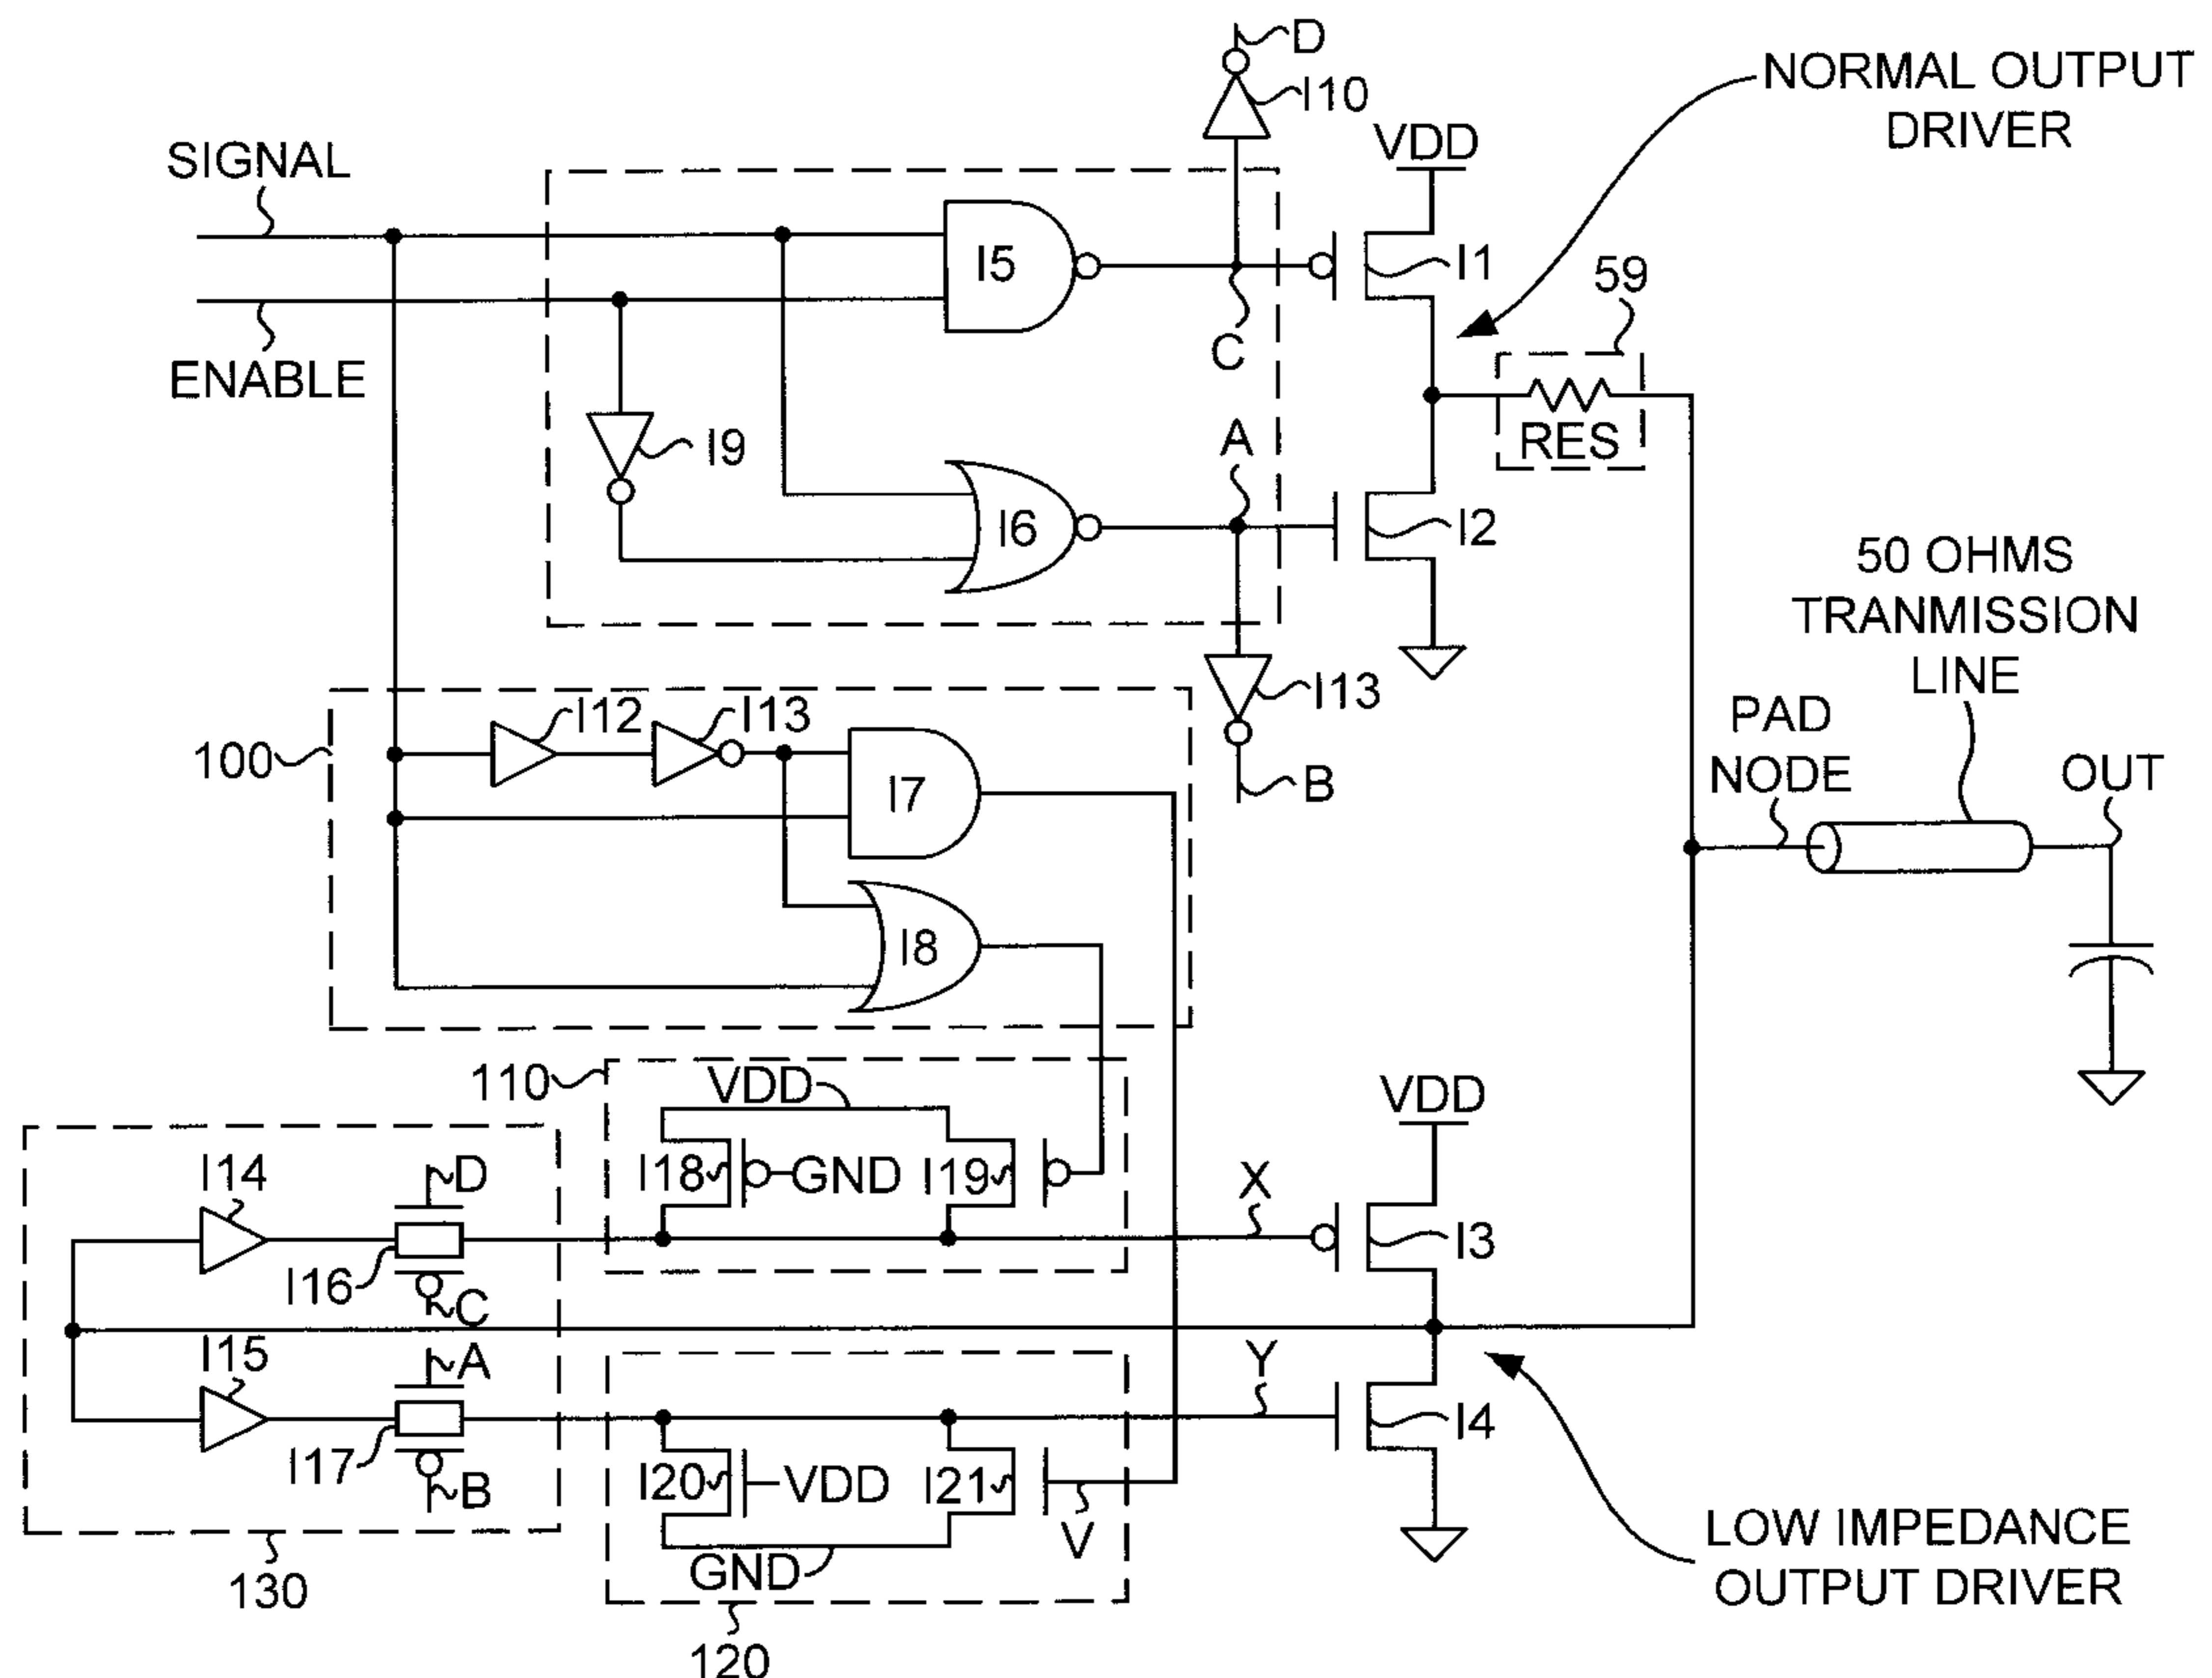 D
I10
NORMAL OUTPUT
DRIVER
VDD
SIGNAL
I5
I1
59
C
ENABLE
RES
A
I9
I6
I2
50 OHMS
TRANMISSION
LINE
I12
I13
I13
PAD
NODE
OUT
100
I7
B
I8
110
VDD
VDD
I14
D
I18
GND
I19
X
I3
I16
C
I15
A
Y
I17
B
I20
VDD
I21
V
I4
GND
130
120
LOW IMPEDANCE
OUTPUT DRIVER